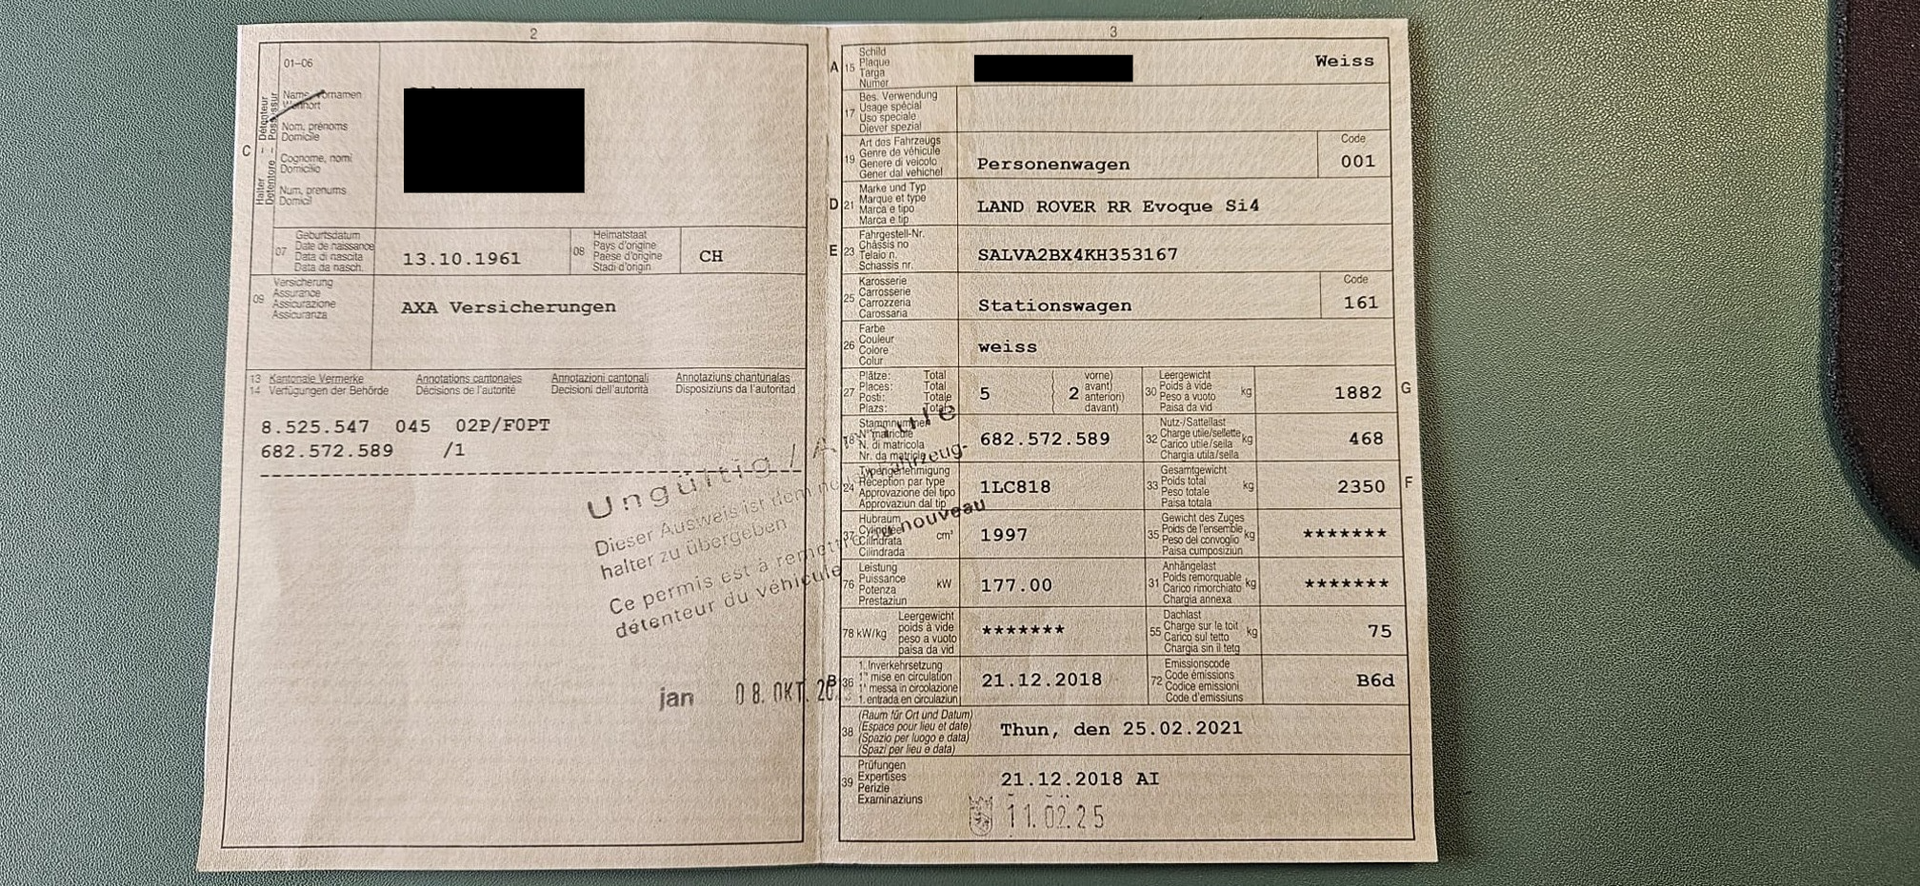 2
01–06
Halter – Détenteur
Detentore – Possessur
C
Name, Vornamen
Wohnort
Nom, prénoms
Domicile
Cognome, nomi
Domicilio
Num, prenums
Domicil
07
Geburtsdatum
Date de naissance
Data di nascita
Data da nasch.
13.10.1961
08
Heimatstaat
Pays d'origine
Paese d'origine
Stadi d'origin
CH
09
Versicherung
Assurance
Assicurazione
Assicuranza
AXA Versicherungen
13 Kantonale Vermerke Annotations cantonales Annotazioni cantonali Annotaziuns chantunalas
14 Verfügungen der Behörde Décisions de l'autorité Decisioni dell'autorità Disposiziuns da l'autoritad
8.525.547 045 02P/F0PT
682.572.589 /1
Ungültig /
Dieser Ausweis ist dem Fahrzeug-
halter zu übergeben
Ce permis est à remettre au nouveau
détenteur du véhicule
jan 08. OKT.
3
A 15
Schild
Plaque
Targa
Numer
Weiss
17
Bes. Verwendung
Usage spécial
Uso speciale
Diever spezial
19
Art des Fahrzeugs
Genre de véhicule
Genere di veicolo
Gener dal vehichel
Personenwagen
Code
001
D 21
Marke und Typ
Marque et type
Marca e tipo
Marca e tip
LAND ROVER RR Evoque Si4
E 23
Fahrgestell-Nr.
Châssis no
Telaio n.
Schassis nr.
SALVA2BX4KH353167
25
Karosserie
Carrosserie
Carrozzeria
Carossaria
Stationswagen
Code
161
26
Farbe
Couleur
Colore
Colur
weiss
27
Plätze: Total
Places: Total
Posti: Totale
Plazs: Total
5
2
vorne)
avant)
anteriori)
davant)
30
Leergewicht
Poids à vide
Peso a vuoto
Paisa da vid
kg
1882
G
18
Stammnummer
N° matricule
N. di matricola
Nr. da matricla
682.572.589
32
Nutz-/Sattellast
Charge utile/sellette
Carico utile/sella
Chargia utila/sella
kg
468
24
Typengenehmigung
Réception par type
Approvazione del tipo
Approvaziun dal tip
1LC818
33
Gesamtgewicht
Poids total
Peso totale
Paisa totala
kg
2350
F
37
Hubraum
Cylindrée
Cilindrata
Cilindrada
cm³
1997
35
Gewicht des Zuges
Poids de l'ensemble
Peso del convoglio
Paisa cumposiziun
kg
*******
76
Leistung
Puissance
Potenza
Prestaziun
kW
177.00
31
Anhängelast
Poids remorquable
Carico rimorchiato
Chargia annexa
kg
*******
78 kW/kg
Leergewicht
poids à vide
peso a vuoto
paisa da vid
*******
55
Dachlast
Charge sur le toit
Carico sul tetto
Chargia sin il tetg
kg
75
B 36
1. Inverkehrsetzung
1re mise en circulation
1a messa in circolazione
1. entrada en circulaziun
21.12.2018
72
Emissionscode
Code émissions
Codice emissioni
Code d'emissiuns
B6d
38
(Raum für Ort und Datum)
(Espace pour lieu et date)
(Spazio per luogo e data)
(Spazi per lieu e data)
Thun, den 25.02.2021
39
Prüfungen
Expertises
Perizie
Examinaziuns
21.12.2018 AI
11.02.25